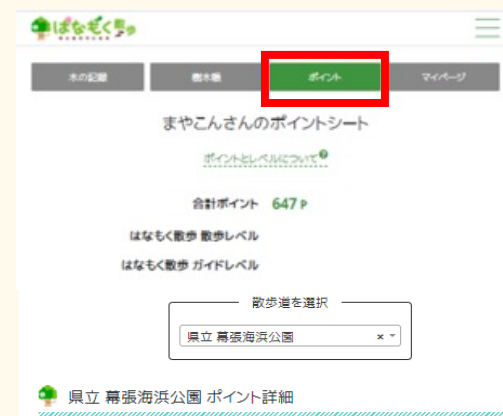 はなもく散歩
木の記録 樹木鑑 ポイント マイページ
まやこんさんのポイントシート
ポイントとレベルについて
合計ポイント 647 P
はなもく散歩 散歩レベル
はなもく散歩 ガイドレベル
散歩道を選択
県立 幕張海浜公園 ×
県立 幕張海浜公園 ポイント詳細